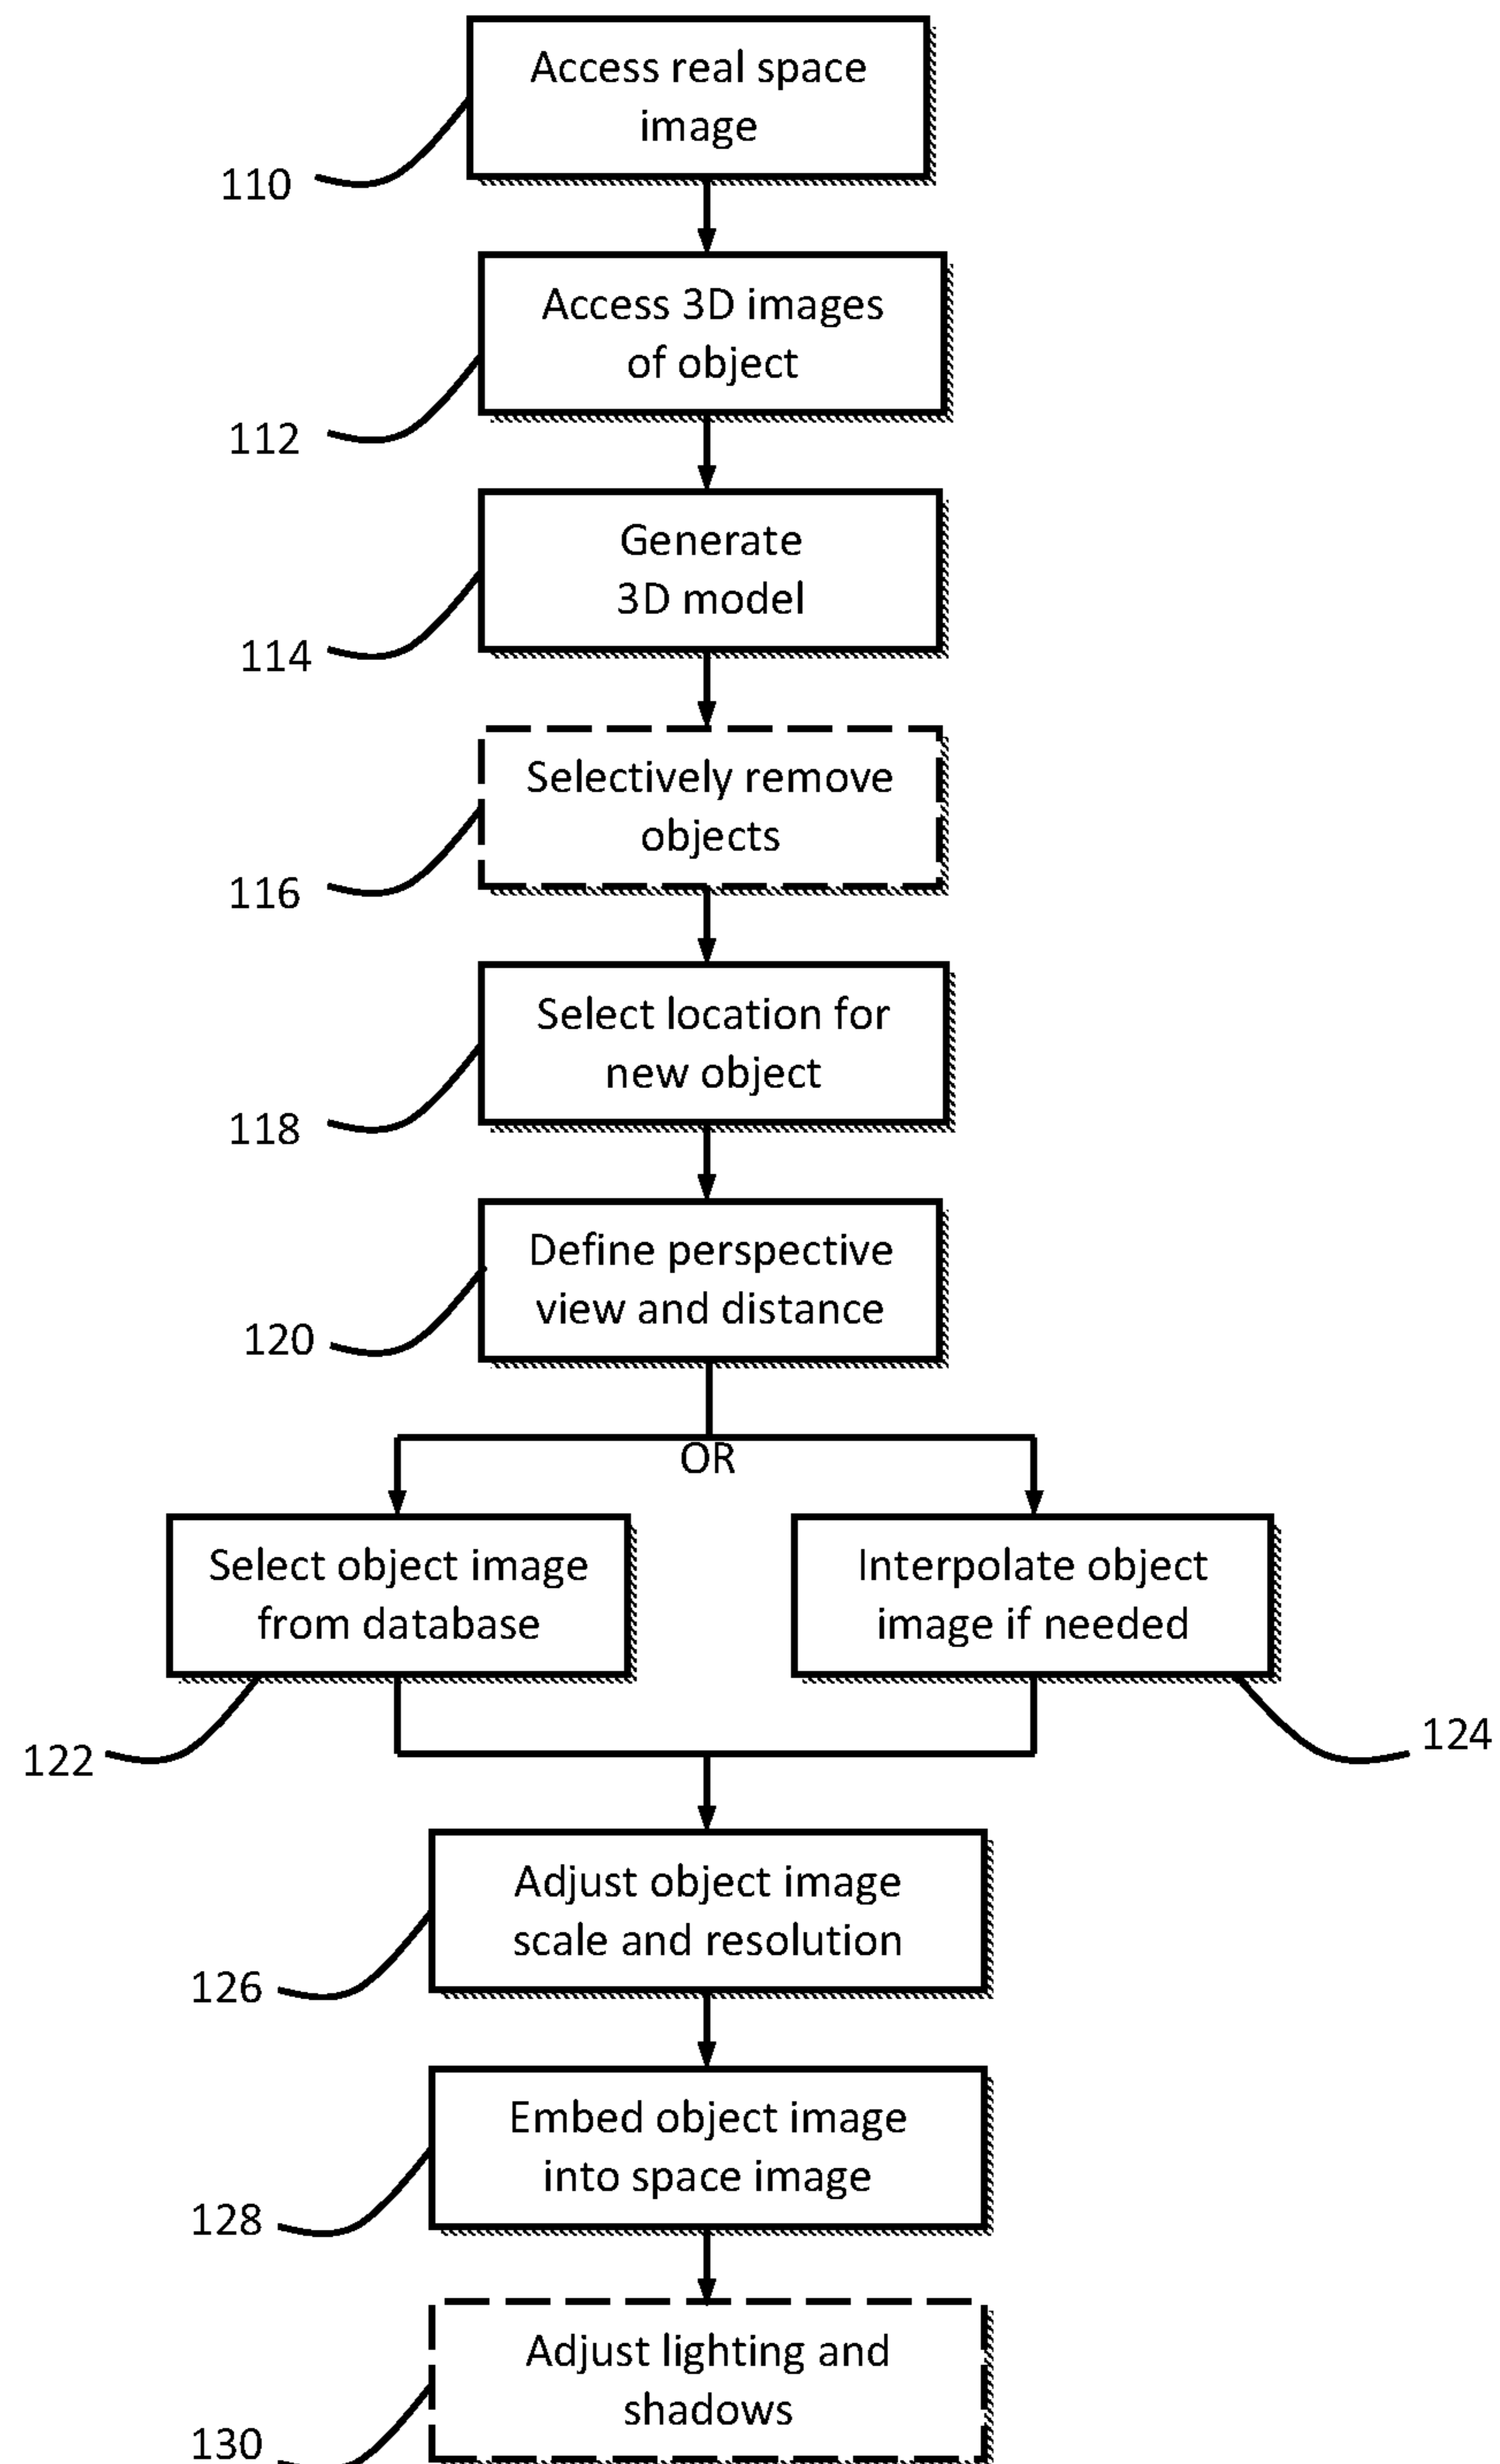 Access real space
image
110
Access 3D images
of object
112
Generate
3D model
114
Selectively remove
objects
116
Select location for
new object
118
Define perspective
view and distance
120
OR
Select object image
from database
Interpolate object
image if needed
122
124
Adjust object image
scale and resolution
126
Embed object image
into space image
128
Adjust lighting and
shadows
130